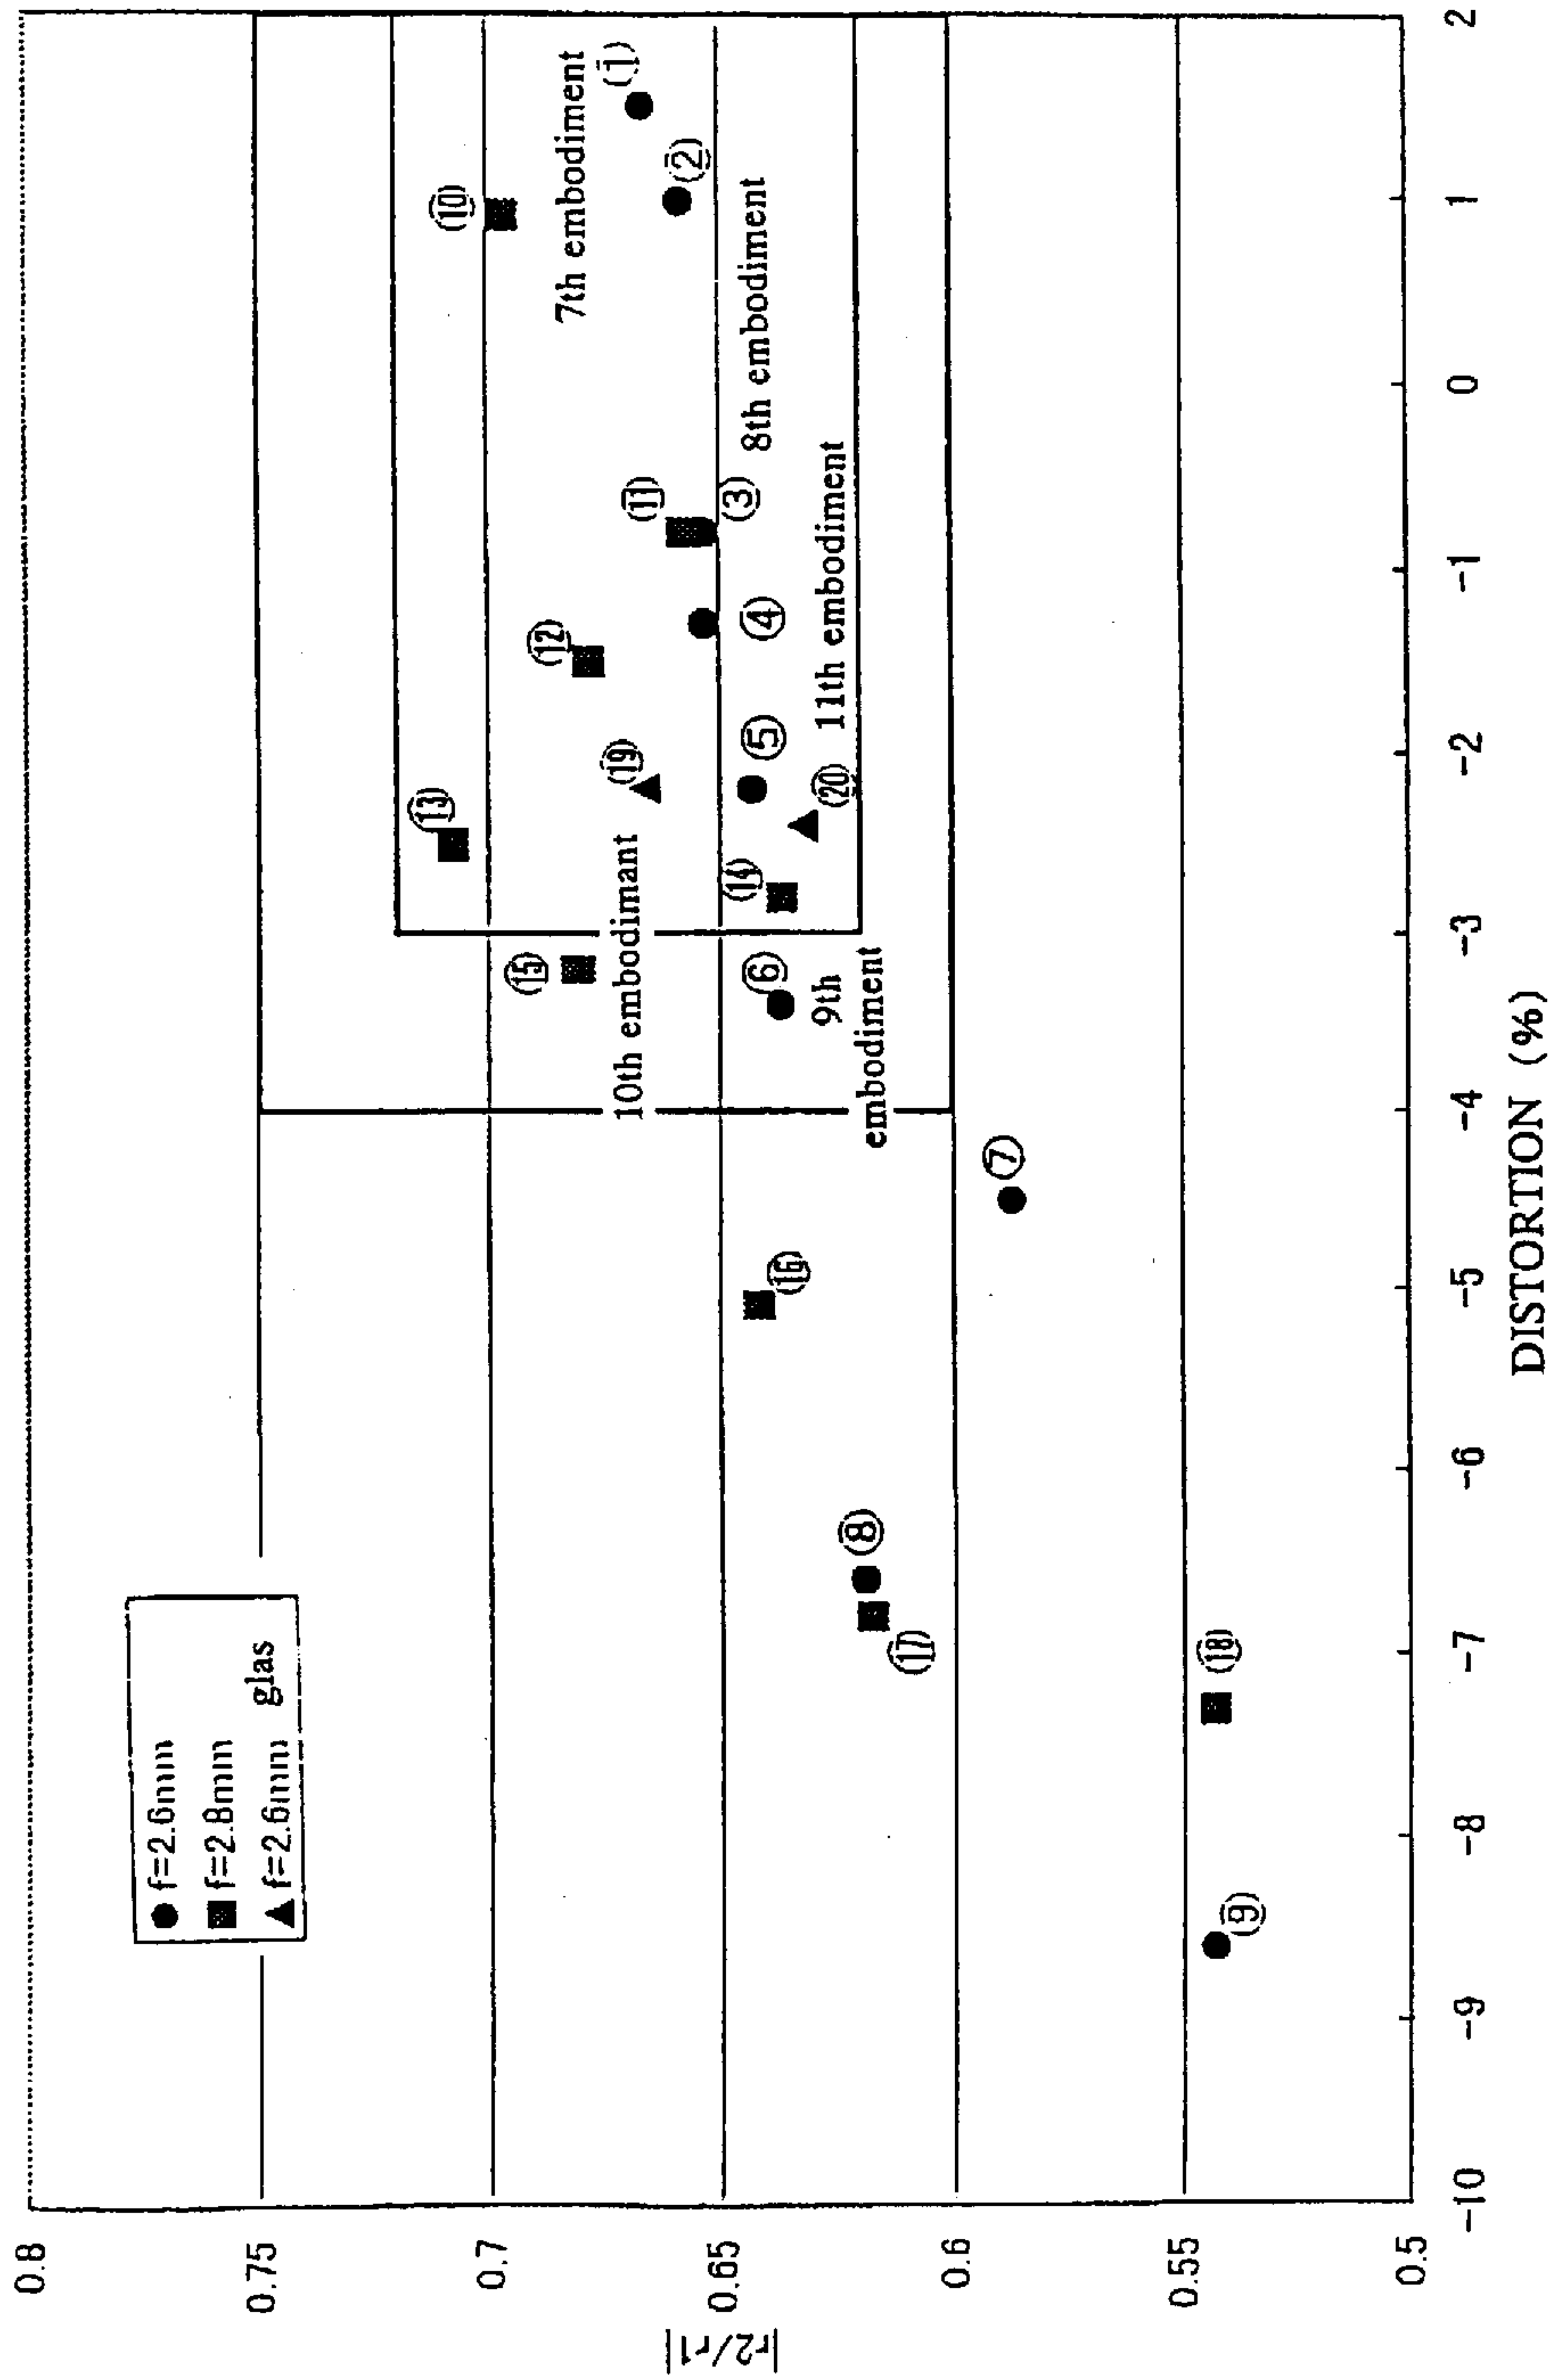 |r2/r1|
0.8
0.75
0.7
0.65
0.6
0.55
0.5
● f=2.6mm
■ f=2.8mm
▲ f=2.6mm glas
⑬
⑩
⑮
⑫
7th embodiment
①
10th embodimant
⑲
⑪
②
⑭
③
8th embodiment
⑯
⑥
⑤
④
9th
embodiment
⑳
11th embodiment
⑧
⑰
⑦
⑱
⑨
-10 -9 -8 -7 -6 -5 -4 -3 -2 -1 0 1 2
DISTORTION (%)